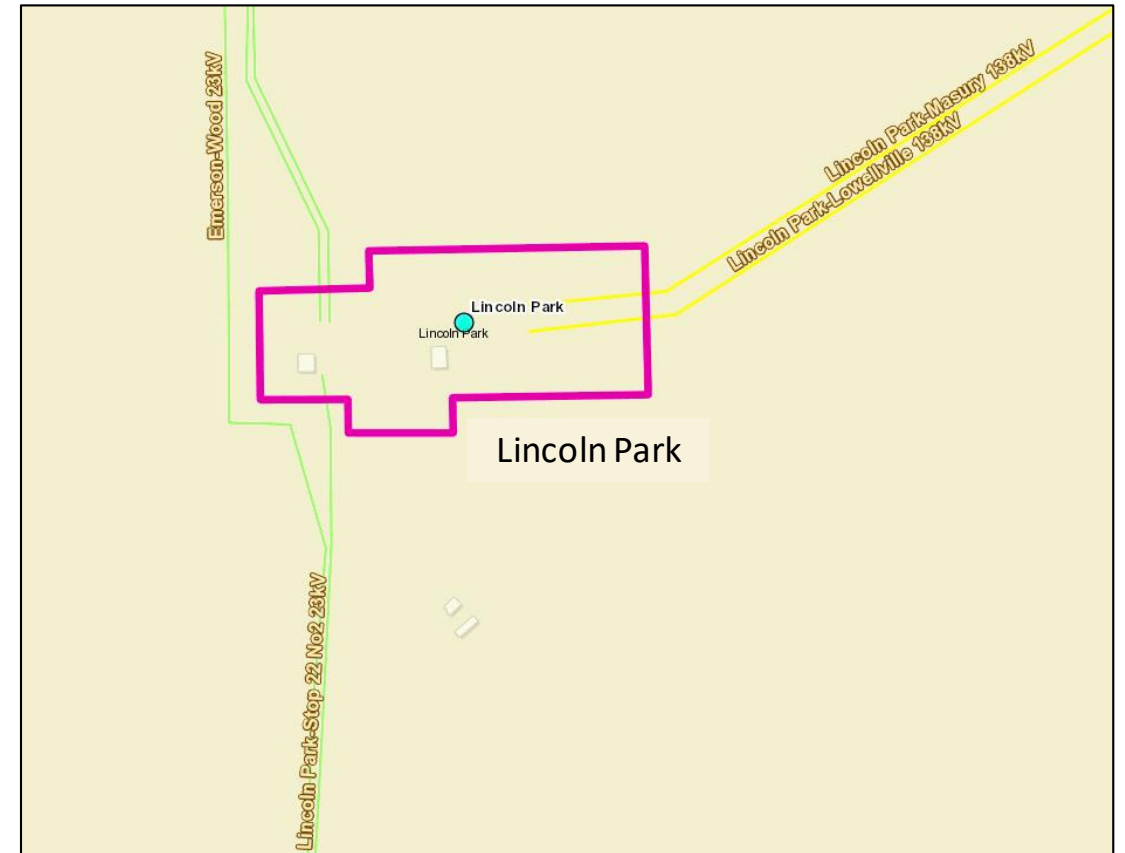 Emerson-Wood 23kV
Lincoln Park-Masury 138kV
Lincoln Park-Lowellville 138kV
Lincoln Park
Lincoln Park
Lincoln Park
Lincoln Park-Stop 22 No2 23kV